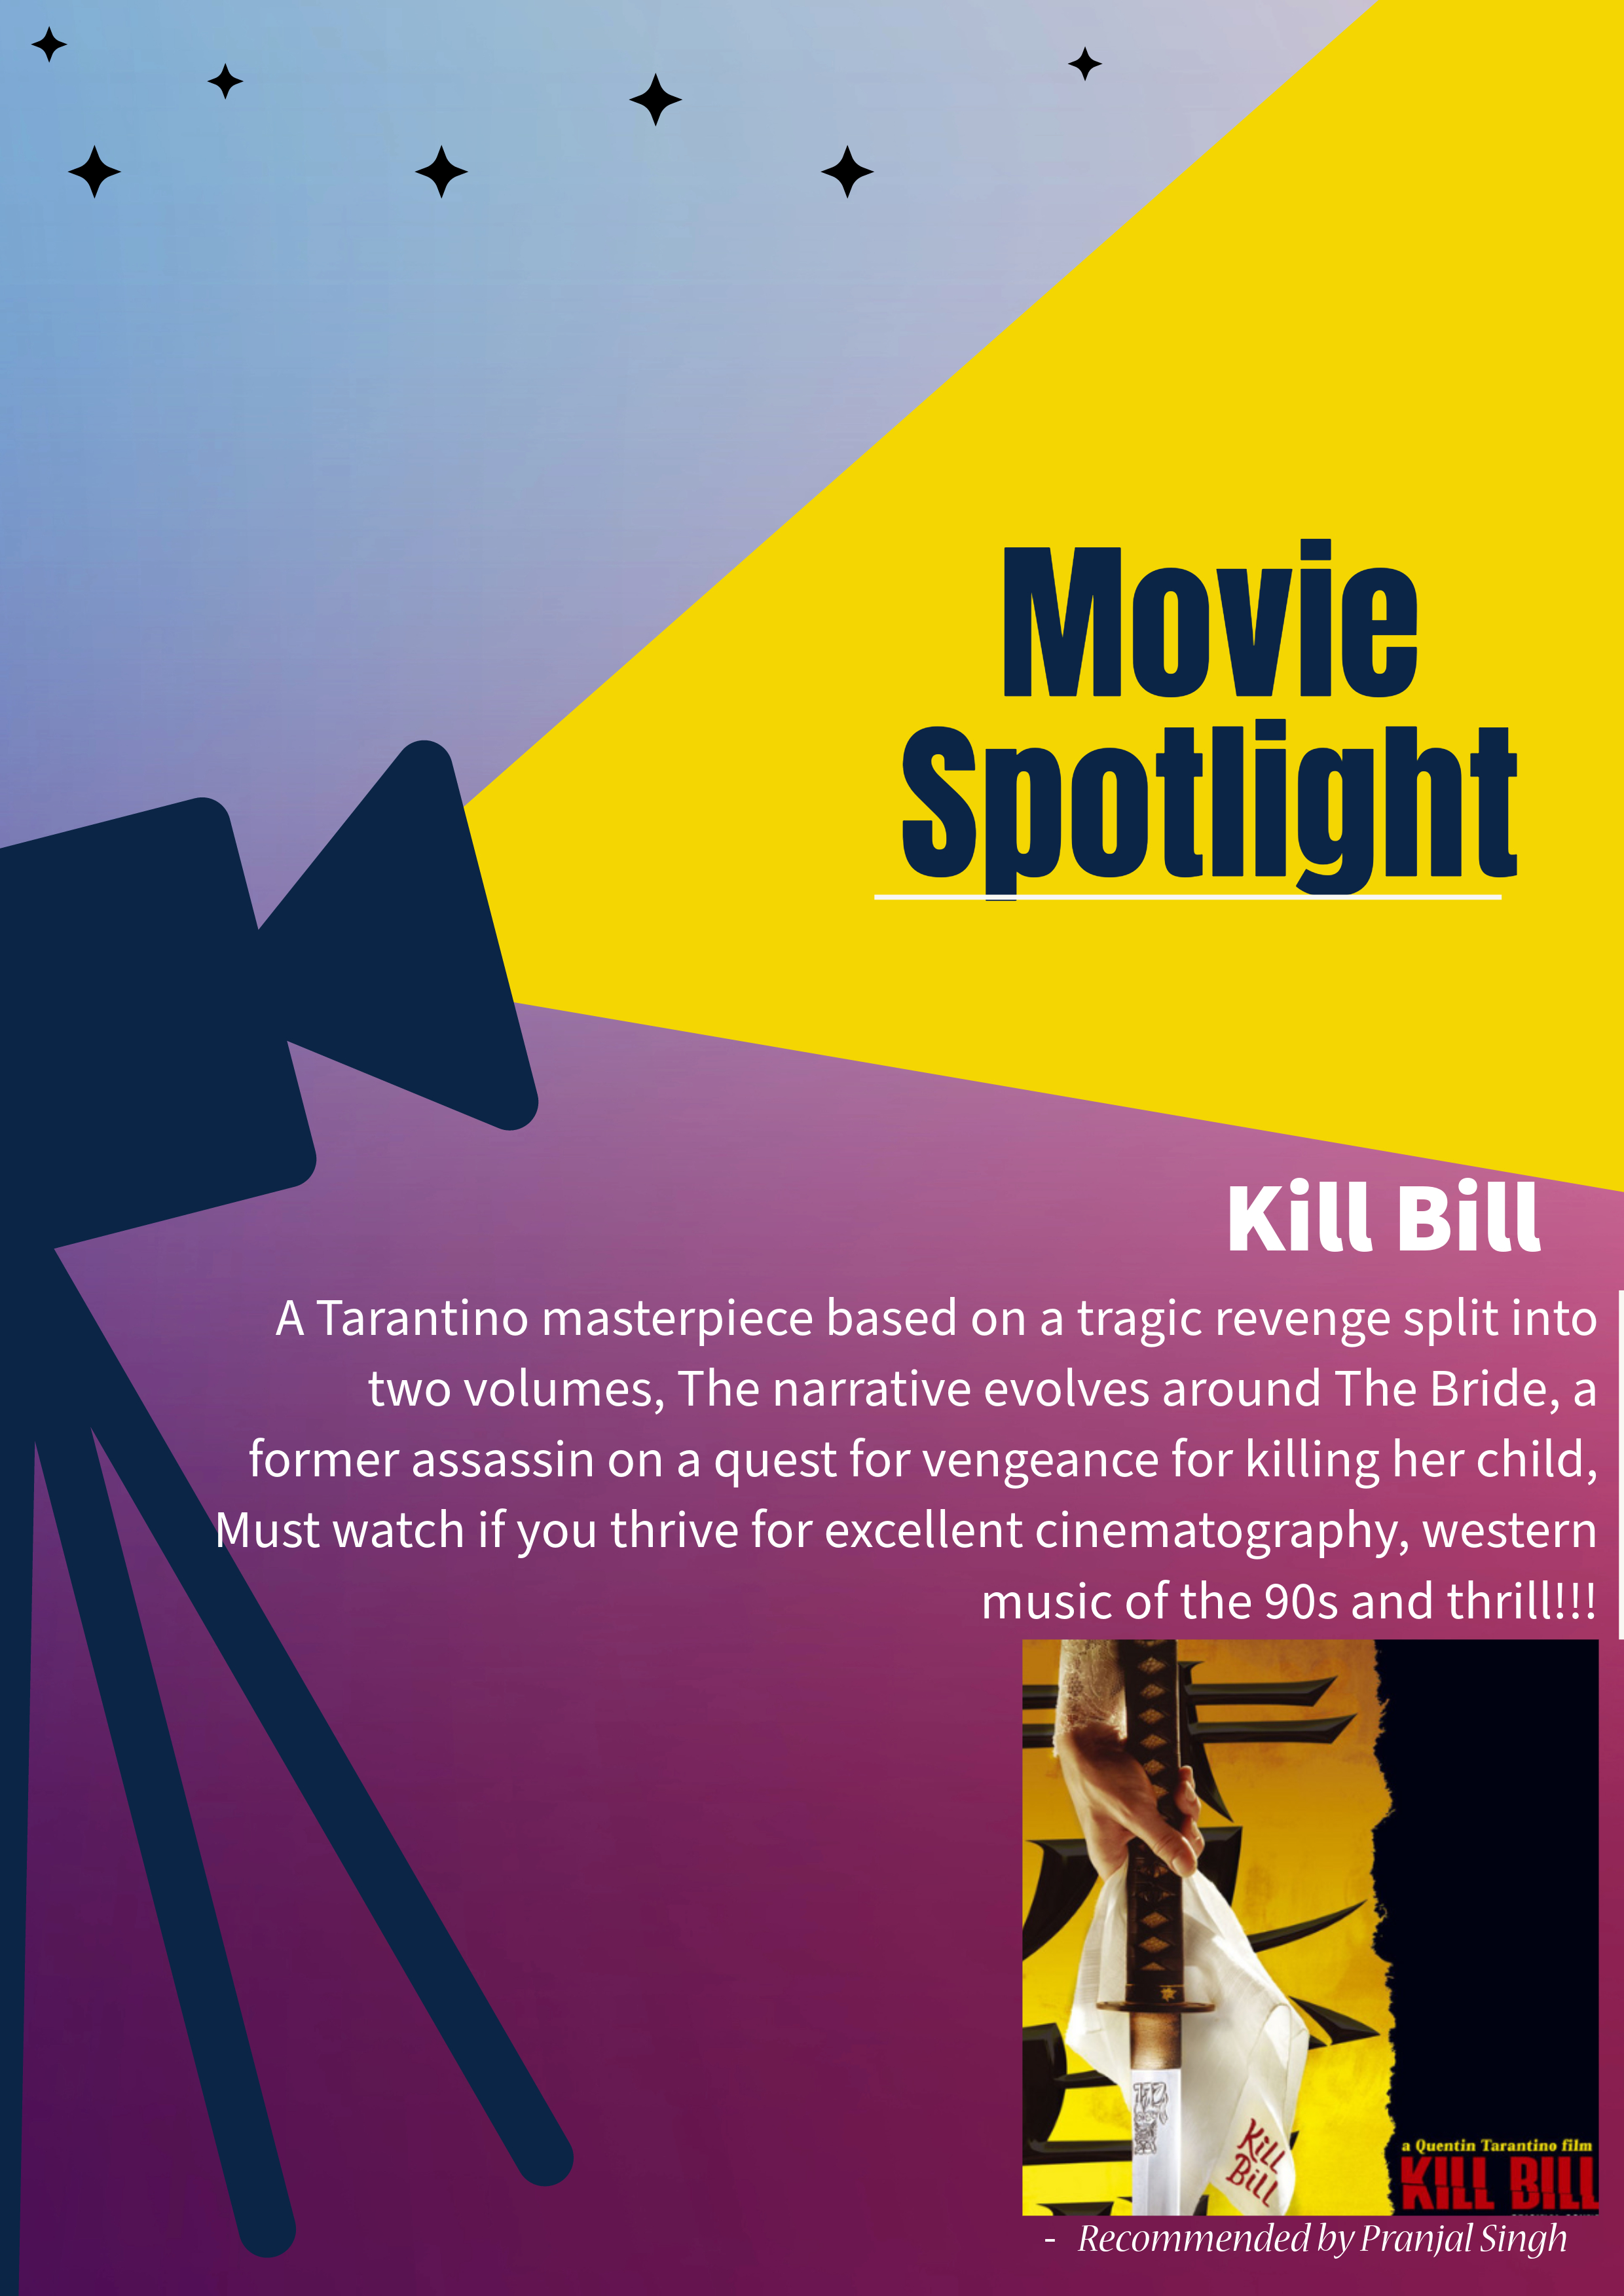 Movie
Spotlight
Kill Bill
A Tarantino masterpiece based on a tragic revenge split into
two volumes, The narrative evolves around The Bride, a
former assassin on a quest for vengeance for killing her child,
Must watch if you thrive for excellent cinematography, western
music of the 90s and thrill!!!
Kill
Bill
a Quentin Tarantino film
KILL BILL
- Recommended by Pranjal Singh